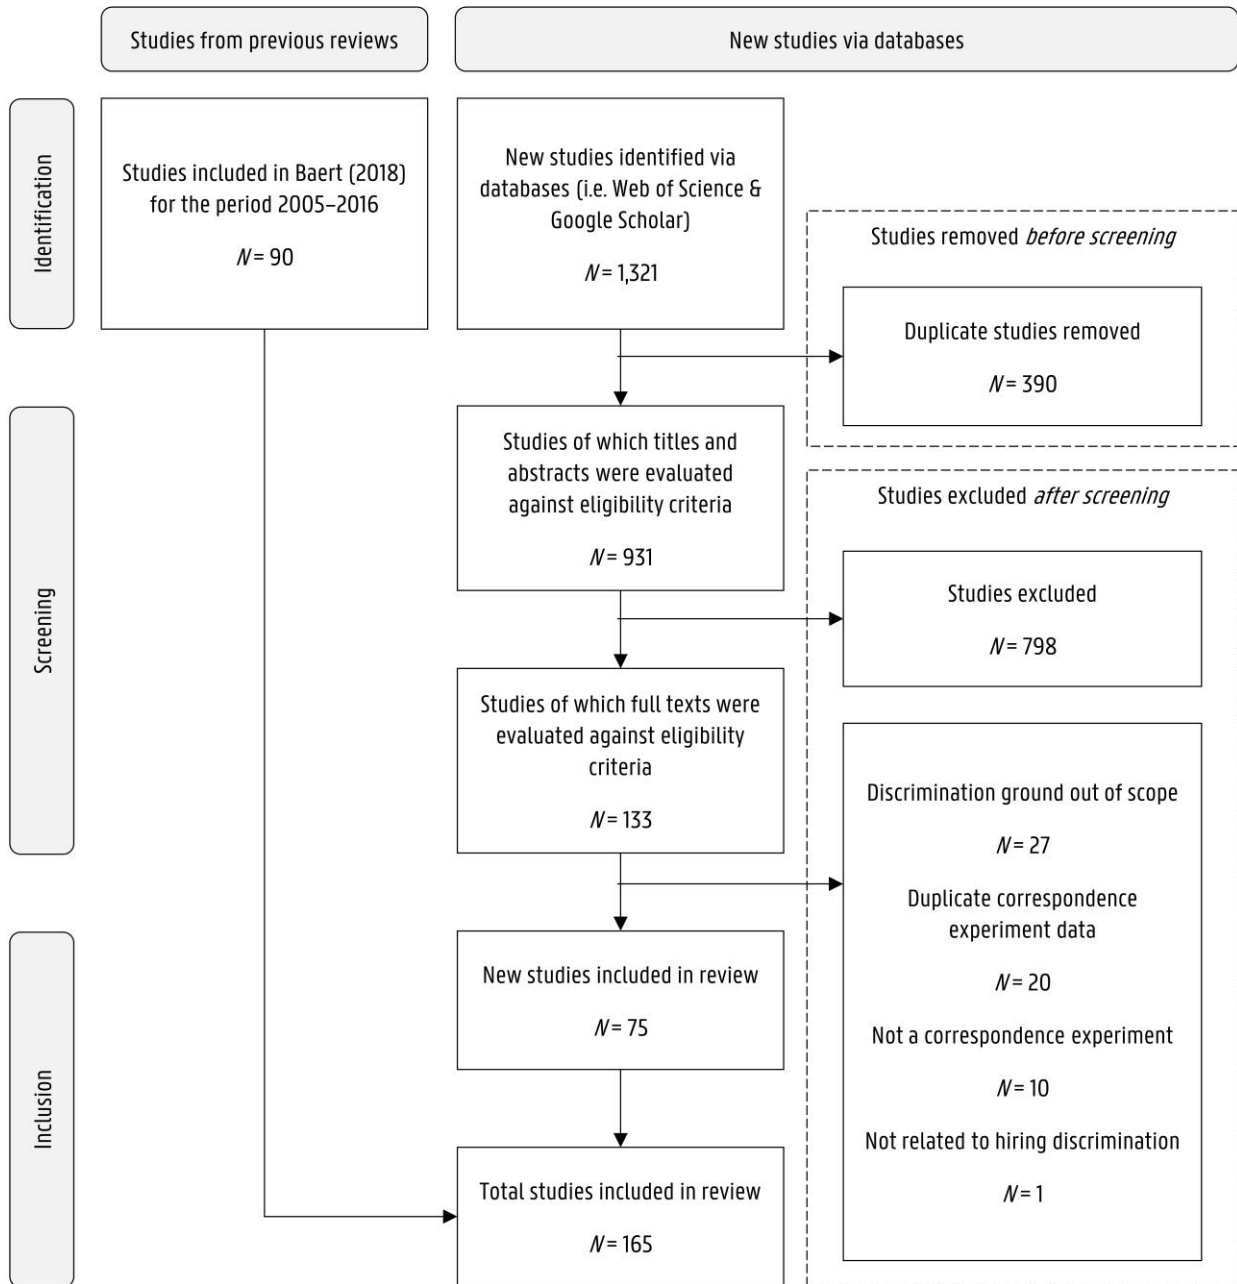 Studies from previous reviews
New studies via databases
Identification
Studies included in Baert (2018)
for the period 2005–2016
N = 90
New studies identified via
databases (i.e. Web of Science &
Google Scholar)
N = 1,321
Studies removed before screening
Duplicate studies removed
N = 390
Screening
Studies of which titles and
abstracts were evaluated
against eligibility criteria
N = 931
Studies excluded after screening
Studies excluded
N = 798
Studies of which full texts were
evaluated against eligibility
criteria
N = 133
Discrimination ground out of scope
N = 27
Duplicate correspondence
experiment data
N = 20
Not a correspondence experiment
N = 10
Not related to hiring discrimination
N = 1
Inclusion
New studies included in review
N = 75
Total studies included in review
N = 165